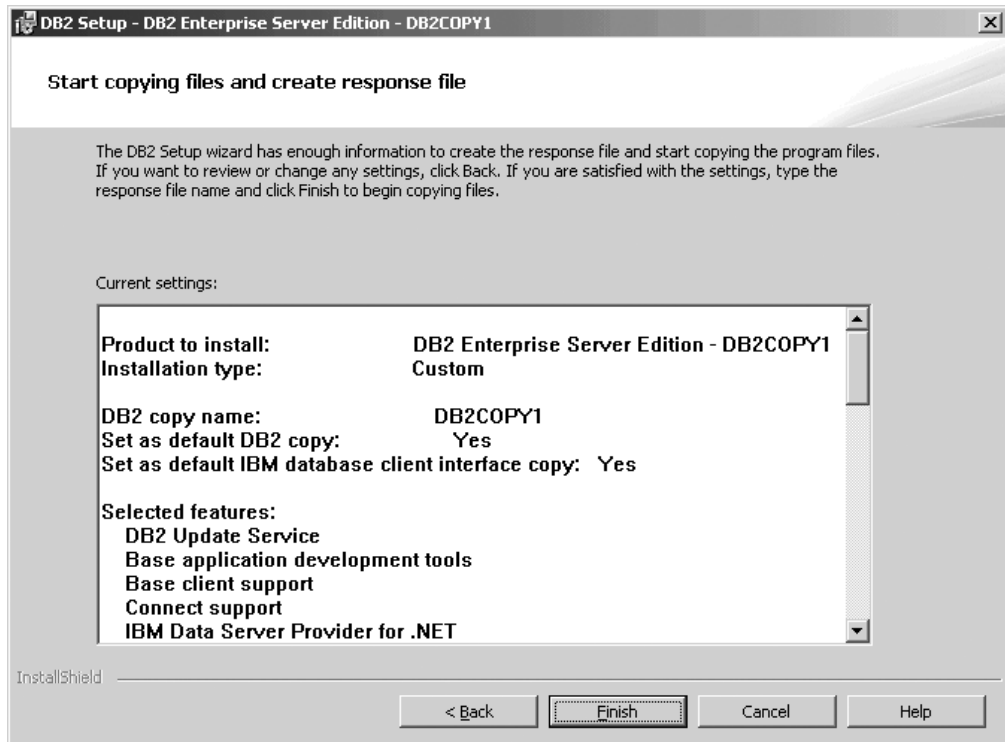 DB2 Setup - DB2 Enterprise Server Edition - DB2COPY1
Start copying files and create response file
The DB2 Setup wizard has enough information to create the response file and start copying the program files.
If you want to review or change any settings, click Back. If you are satisfied with the settings, type the
response file name and click Finish to begin copying files.
Current settings:
Product to install: DB2 Enterprise Server Edition - DB2COPY1
Installation type: Custom
DB2 copy name: DB2COPY1
Set as default DB2 copy: Yes
Set as default IBM database client interface copy: Yes
Selected features:
DB2 Update Service
Base application development tools
Base client support
Connect support
IBM Data Server Provider for .NET
InstallShield
< Back Finish Cancel Help